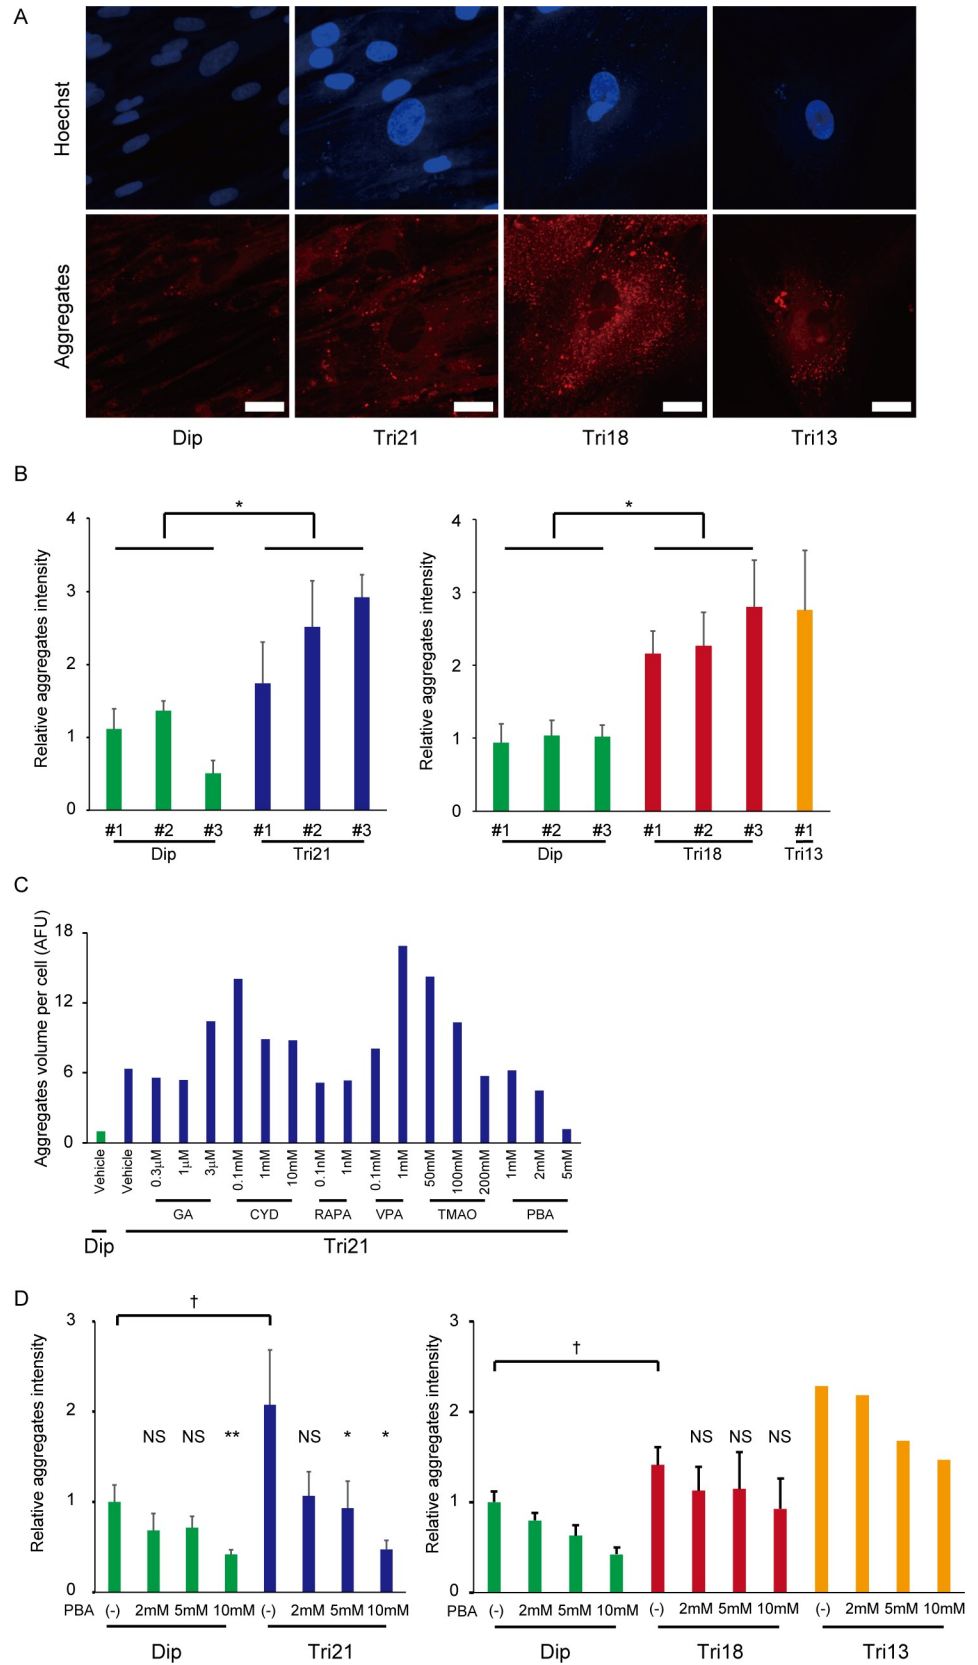 A
Hoechst
Aggregates
Dip Tri21 Tri18 Tri13
B
Relative aggregates intensity
4
3
2
1
0
*
#1 #2 #3 #1 #2 #3
Dip Tri21
Relative aggregates intensity
4
3
2
1
0
*
#1 #2 #3 #1 #2 #3 #1
Dip Tri18 Tri13
C
Aggregates volume per cell (AFU)
18
12
6
0
Vehicle Vehicle 0.3μM 1μM 3μM 0.1mM 1mM 10mM 0.1nM 1nM 0.1mM 1mM 50mM 100mM 200mM 1mM 2mM 5mM
GA CYD RAPA VPA TMAO PBA
Dip Tri21
D
Relative aggregates intensity
3
2
1
0
†
NS NS ** NS * *
PBA (-) 2mM 5mM 10mM (-) 2mM 5mM 10mM
Dip Tri21
Relative aggregates intensity
3
2
1
0
†
NS NS NS
PBA (-) 2mM 5mM 10mM (-) 2mM 5mM 10mM (-) 2mM 5mM 10mM
Dip Tri18 Tri13